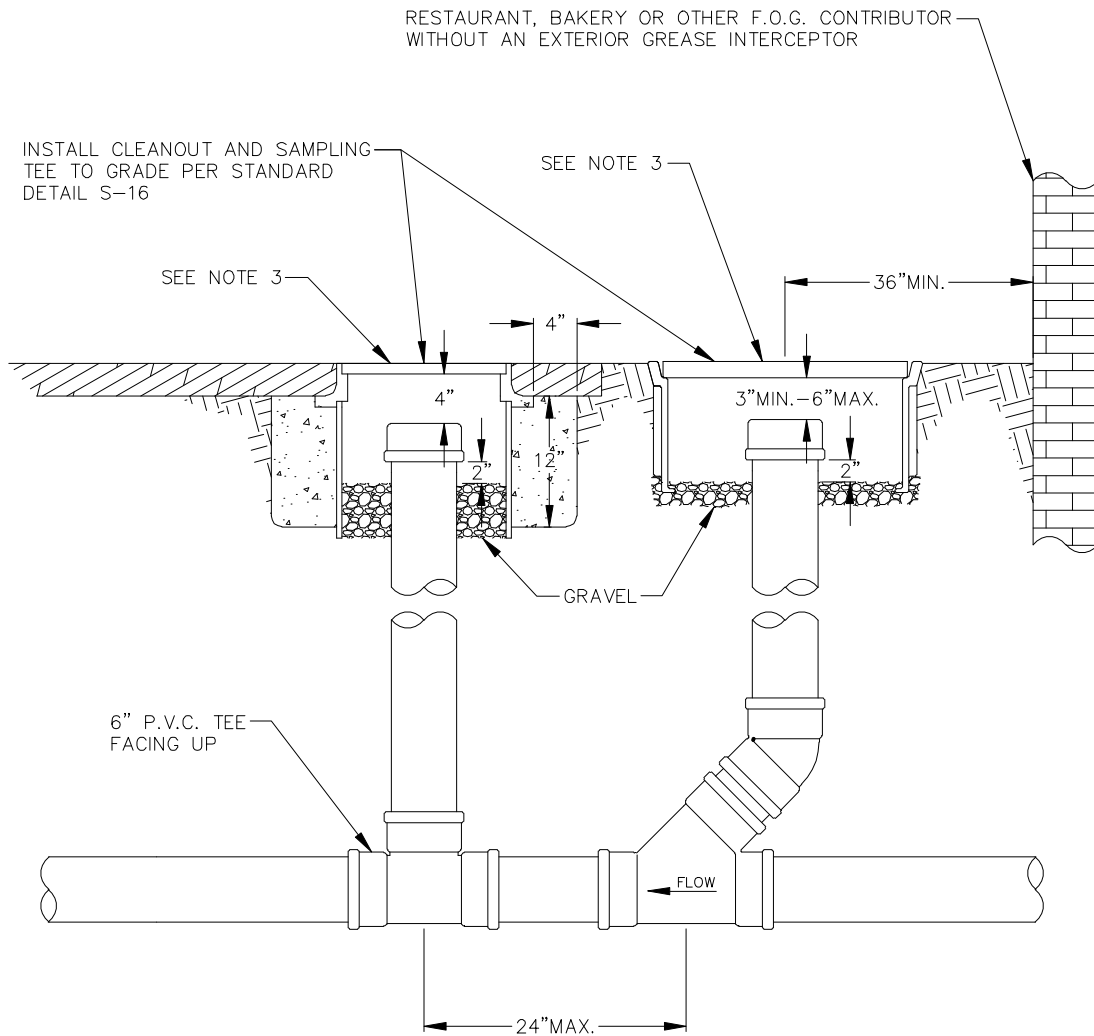 RESTAURANT, BAKERY OR OTHER F.O.G. CONTRIBUTOR
WITHOUT AN EXTERIOR GREASE INTERCEPTOR
INSTALL CLEANOUT AND SAMPLING
TEE TO GRADE PER STANDARD
DETAIL S-16
SEE NOTE 3
SEE NOTE 3
36"MIN.
4"
4"
3"MIN.-6"MAX.
12"
2"
2"
GRAVEL
6" P.V.C. TEE
FACING UP
FLOW
24"MAX.